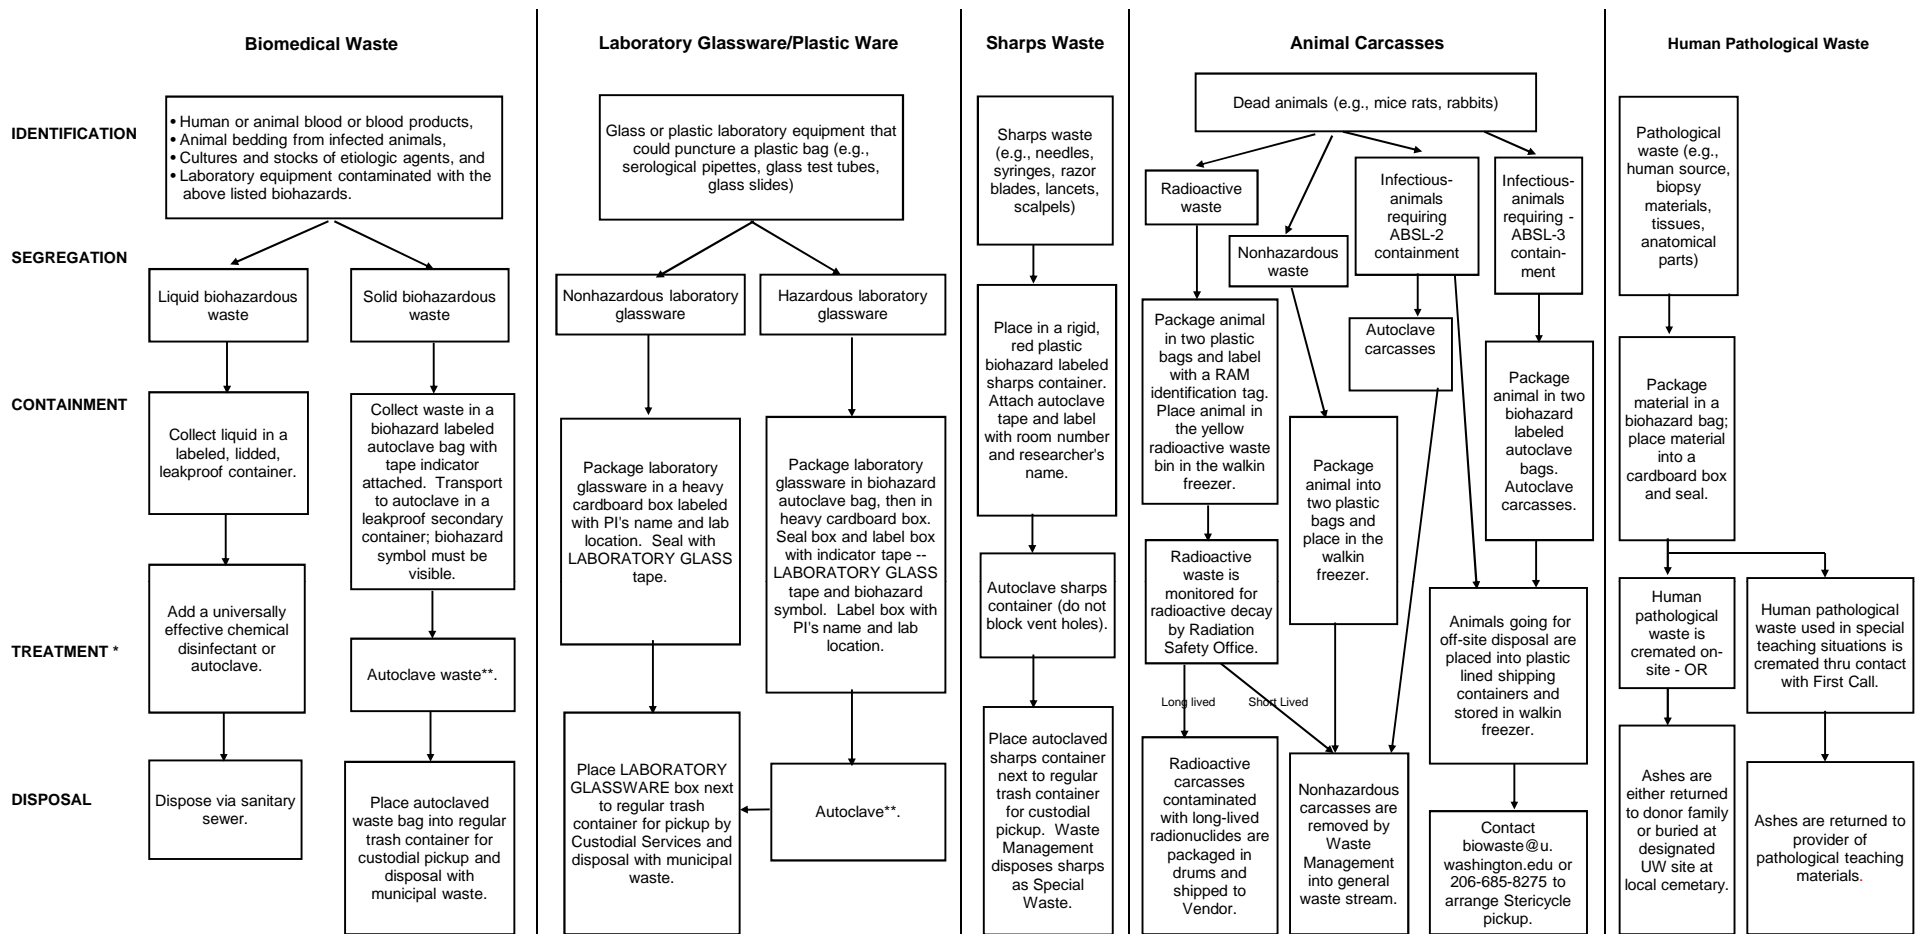 Biomedical Waste
Laboratory Glassware/Plastic Ware
Sharps Waste
Animal Carcasses
Human Pathological Waste
IDENTIFICATION
SEGREGATION
CONTAINMENT
TREATMENT *
DISPOSAL
• Human or animal blood or blood products,
• Animal bedding from infected animals,
• Cultures and stocks of etiologic agents, and
• Laboratory equipment contaminated with the
above listed biohazards.
Liquid biohazardous
waste
Collect liquid in a
labeled, lidded,
leakproof container.
Add a universally
effective chemical
disinfectant or
autoclave.
Dispose via sanitary
sewer.
Solid biohazardous
waste
Collect waste in a
biohazard labeled
autoclave bag with
tape indicator
attached. Transport
to autoclave in a
leakproof secondary
container; biohazard
symbol must be
visible.
Autoclave waste**.
Place autoclaved
waste bag into regular
trash container for
custodial pickup and
disposal with
municipal waste.
Glass or plastic laboratory equipment that
could puncture a plastic bag (e.g.,
serological pipettes, glass test tubes,
glass slides)
Nonhazardous laboratory
glassware
Package laboratory
glassware in a heavy
cardboard box labeled
with PI's name and lab
location. Seal with
LABORATORY GLASS
tape.
Place LABORATORY
GLASSWARE box next
to regular trash
container for pickup by
Custodial Services and
disposal with municipal
waste.
Hazardous laboratory
glassware
Package laboratory
glassware in biohazard
autoclave bag, then in
heavy cardboard box.
Seal box and label box
with indicator tape --
LABORATORY GLASS
tape and biohazard
symbol. Label box with
PI's name and lab
location.
Autoclave**.
Sharps waste
(e.g., needles,
syringes, razor
blades, lancets,
scalpels)
Place in a rigid,
red plastic
biohazard labeled
sharps container.
Attach autoclave
tape and label
with room number
and researcher's
name.
Autoclave sharps
container (do not
block vent holes).
Place autoclaved
sharps container
next to regular
trash container
for custodial
pickup. Waste
Management
disposes sharps
as Special
Waste.
Dead animals (e.g., mice rats, rabbits)
Radioactive
waste
Package animal
in two plastic
bags and label
with a RAM
identification tag.
Place animal in
the yellow
radioactive waste
bin in the walkin
freezer.
Radioactive
waste is
monitored for
radioactive decay
by Radiation
Safety Office.
Long lived
Short Lived
Radioactive
carcasses
contaminated
with long-lived
radionuclides are
packaged in
drums and
shipped to
Vendor.
Nonhazardous
waste
Package
animal into
two plastic
bags and
place in the
walkin
freezer.
Nonhazardous
carcasses are
removed by
Waste
Management
into general
waste stream.
Infectious-
animals
requiring
ABSL-2
containment
Autoclave
carcasses
Infectious-
animals
requiring -
ABSL-3
contain-
ment
Package
animal in two
biohazard
labeled
autoclave
bags.
Autoclave
carcasses.
Animals going for
off-site disposal are
placed into plastic
lined shipping
containers and
stored in walkin
freezer.
Contact
biowaste@u.
washington.edu or
206-685-8275 to
arrange Stericycle
pickup.
Pathological
waste (e.g.,
human source,
biopsy
materials,
tissues,
anatomical
parts)
Package
material in a
biohazard bag;
place material
into a
cardboard box
and seal.
Human
pathological
waste is
cremated on-
site - OR
Ashes are
either returned
to donor family
or buried at
designated
UW site at
local cemetary.
Human pathological
waste used in special
teaching situations is
cremated thru contact
with First Call.
Ashes are returned to
provider of
pathological teaching
materials.